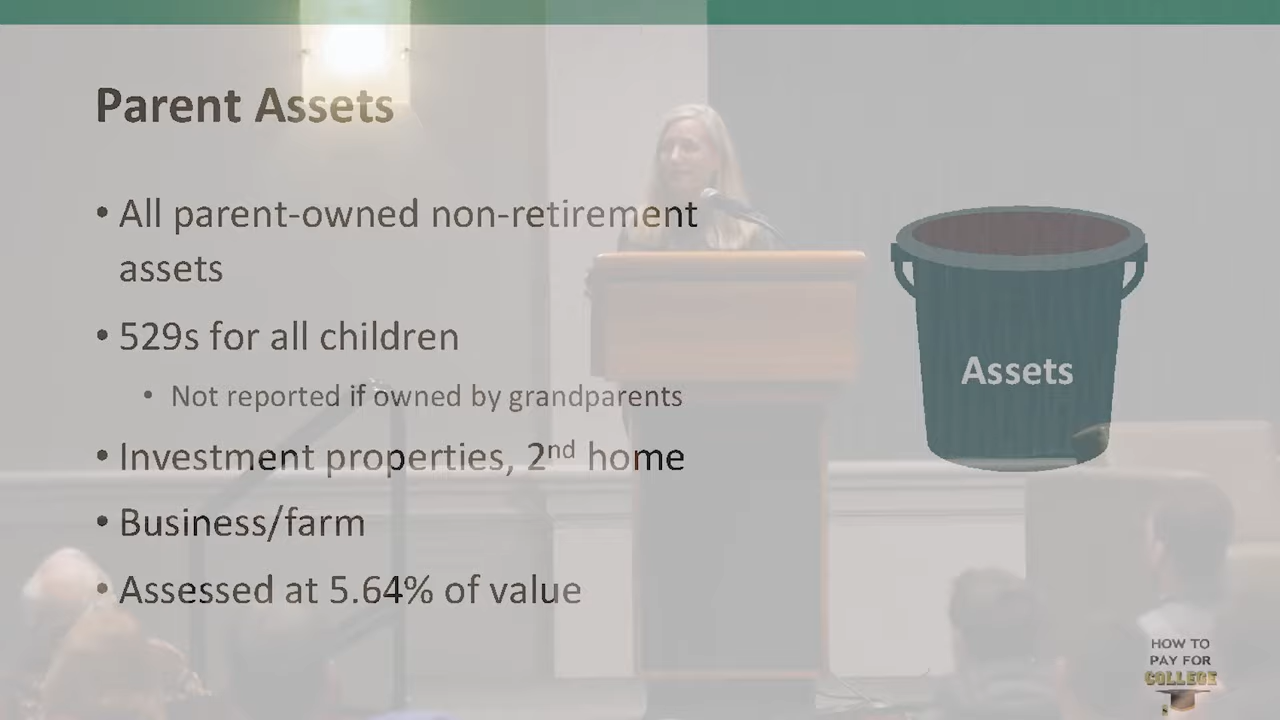 Parent Assets
• All parent-owned non-retirement
assets
• 529s for all children
• Not reported if owned by grandparents
• Investment properties, 2nd home
• Business/farm
• Assessed at 5.64% of value
Assets
HOW TO
PAY FOR
COLLEGE